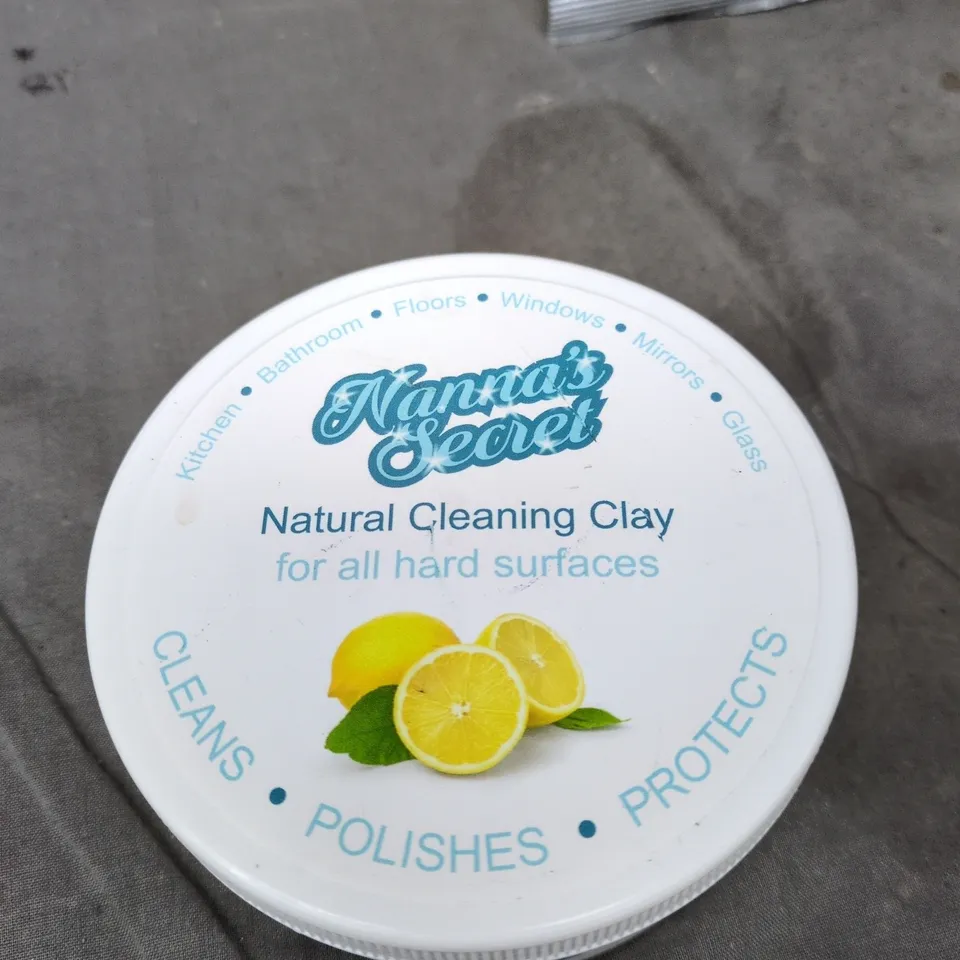 Kitchen • Bathroom • Floors • Windows • Mirrors • Glass
Nanna's
Secret
Natural Cleaning Clay
for all hard surfaces
CLEANS • POLISHES • PROTECTS